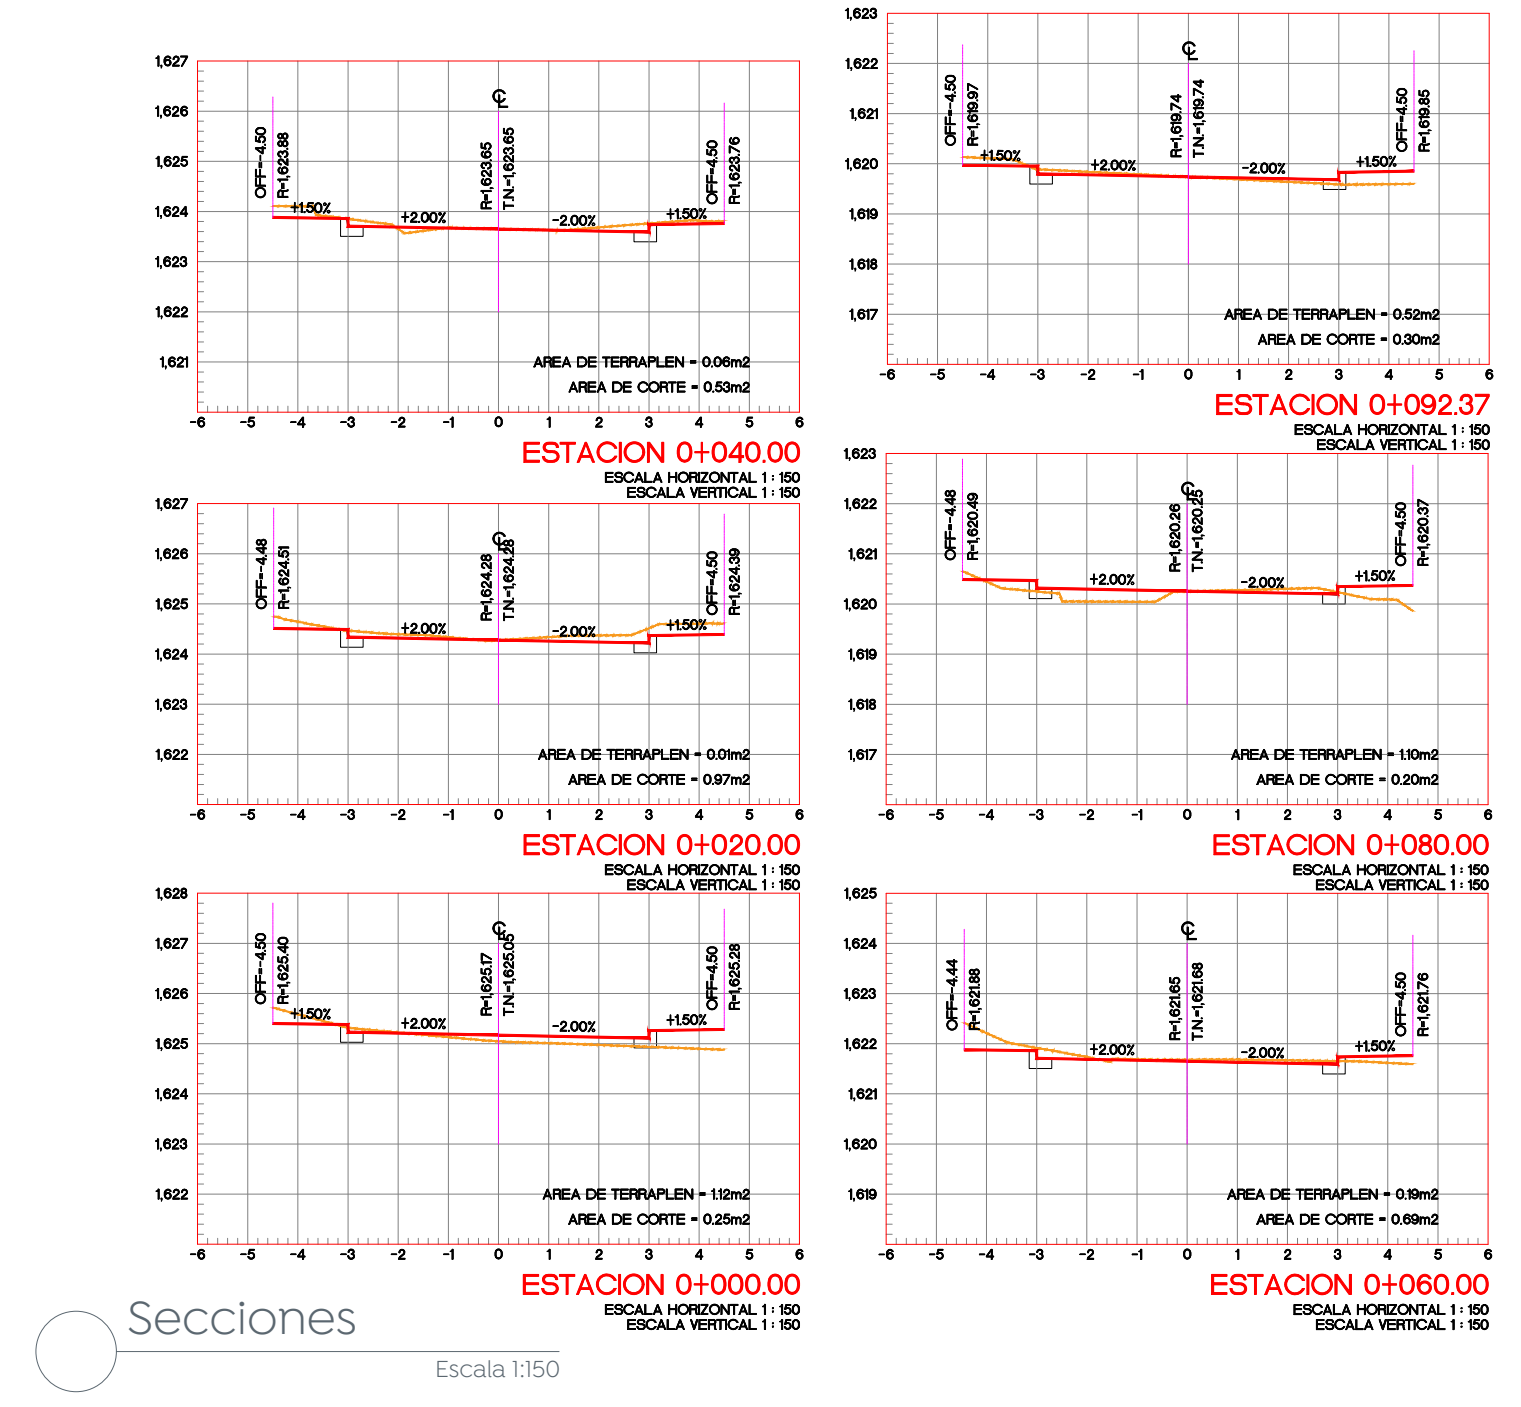 1,627
1,626
1,625
1,624
1,623
1,622
1,621
OFF=-4.50
R=1,623.88
R=1,623.65
T.N.=1,623.65
OFF=4.50
R=1,623.76
+1.50%
+2.00%
-2.00%
+1.50%
AREA DE TERRAPLEN = 0.06m2
AREA DE CORTE = 0.53m2
-6 -5 -4 -3 -2 -1 0 1 2 3 4 5 6
ESTACION 0+040.00
ESCALA HORIZONTAL 1 : 150
ESCALA VERTICAL 1 : 150
1,627
1,626
1,625
1,624
1,623
1,622
OFF=-4.48
R=1,624.51
R=1,624.28
T.N.=1,624.28
OFF=4.50
R=1,624.39
+2.00%
-2.00%
+1.50%
AREA DE TERRAPLEN = 0.01m2
AREA DE CORTE = 0.97m2
-6 -5 -4 -3 -2 -1 0 1 2 3 4 5 6
ESTACION 0+020.00
ESCALA HORIZONTAL 1 : 150
ESCALA VERTICAL 1 : 150
1,628
1,627
1,626
1,625
1,624
1,623
1,622
OFF=-4.50
R=1,625.40
R=1,625.17
T.N.=1,625.05
OFF=4.50
R=1,625.28
+1.50%
+2.00%
-2.00%
+1.50%
AREA DE TERRAPLEN = 1.12m2
AREA DE CORTE = 0.25m2
-6 -5 -4 -3 -2 -1 0 1 2 3 4 5 6
ESTACION 0+000.00
ESCALA HORIZONTAL 1 : 150
ESCALA VERTICAL 1 : 150
1,623
1,622
1,621
1,620
1,619
1,618
1,617
OFF=-4.50
R=1,619.97
R=1,619.74
T.N.=1,619.74
OFF=4.50
R=1,619.85
+1.50%
+2.00%
-2.00%
+1.50%
AREA DE TERRAPLEN = 0.52m2
AREA DE CORTE = 0.30m2
-6 -5 -4 -3 -2 -1 0 1 2 3 4 5 6
ESTACION 0+092.37
ESCALA HORIZONTAL 1 : 150
ESCALA VERTICAL 1 : 150
1,623
1,622
1,621
1,620
1,619
1,618
1,617
OFF=-4.48
R=1,620.49
R=1,620.26
T.N.=1,620.25
OFF=4.50
R=1,620.37
+2.00%
-2.00%
+1.50%
AREA DE TERRAPLEN = 1.10m2
AREA DE CORTE = 0.20m2
-6 -5 -4 -3 -2 -1 0 1 2 3 4 5 6
ESTACION 0+080.00
ESCALA HORIZONTAL 1 : 150
ESCALA VERTICAL 1 : 150
1,625
1,624
1,623
1,622
1,621
1,620
1,619
OFF=-4.44
R=1,621.88
R=1,621.65
T.N.=1,621.68
OFF=4.50
R=1,621.76
+2.00%
-2.00%
+1.50%
AREA DE TERRAPLEN = 0.19m2
AREA DE CORTE = 0.69m2
-6 -5 -4 -3 -2 -1 0 1 2 3 4 5 6
ESTACION 0+060.00
ESCALA HORIZONTAL 1 : 150
ESCALA VERTICAL 1 : 150
Secciones
Escala 1:150